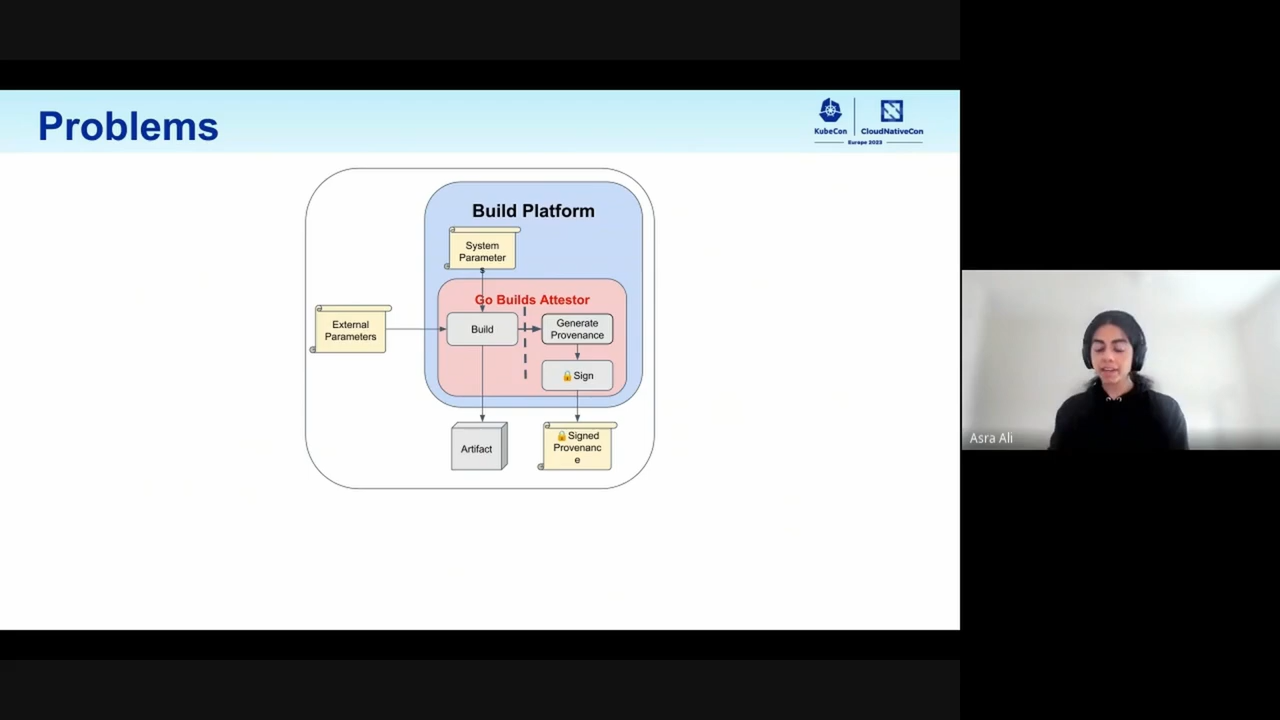 Problems
KubeCon
CloudNativeCon
Europe 2023
Build Platform
System
Parameter
s
Go Builds Attestor
External
Parameters
Build
Generate
Provenance
🔒Sign
Artifact
🔒Signed
Provenanc
e
Asra Ali